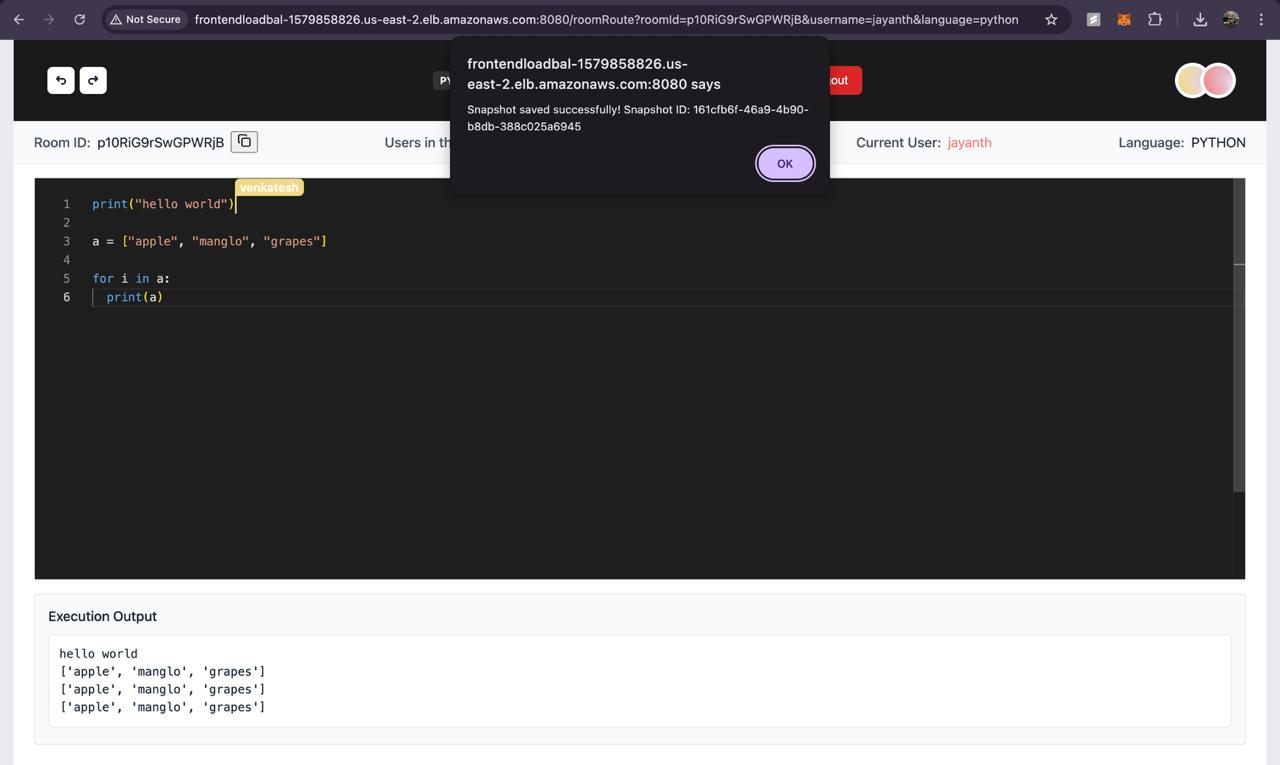 Not Secure frontendloadbal-1579858826.us-east-2.elb.amazonaws.com:8080/roomRoute?roomId=p10RiG9rSwGPWRjB&username=jayanth&language=python
frontendloadbal-1579858826.us-
east-2.elb.amazonaws.com:8080 says
Snapshot saved successfully! Snapshot ID: 161cfb6f-46a9-4b90-
b8db-388c025a6945
OK
Room ID: p10RiG9rSwGPWRjB
Users in
Current User: jayanth
Language: PYTHON
venkatesh
1 print("hello world")
2
3 a = ["apple", "manglo", "grapes"]
4
5 for i in a:
6 print(a)
Execution Output
hello world
['apple', 'manglo', 'grapes']
['apple', 'manglo', 'grapes']
['apple', 'manglo', 'grapes']